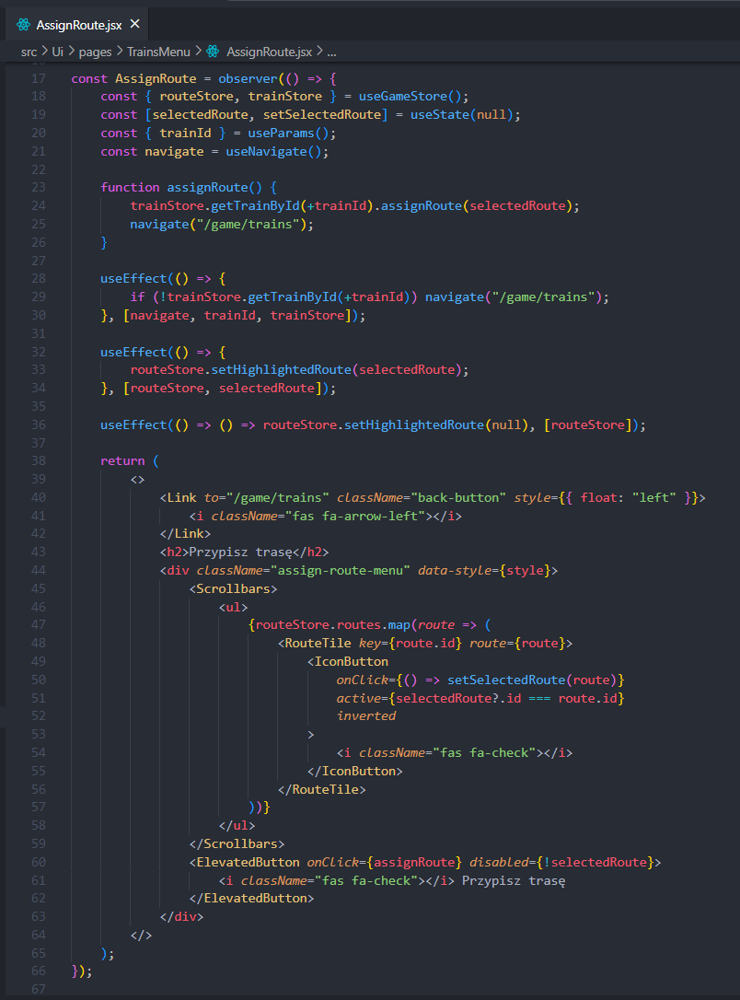 AssignRoute.jsx ×
src > Ui > pages > TrainsMenu > AssignRoute.jsx > ...
17 const AssignRoute = observer(() => {
18     const { routeStore, trainStore } = useGameStore();
19     const [selectedRoute, setSelectedRoute] = useState(null);
20     const { trainId } = useParams();
21     const navigate = useNavigate();
22
23     function assignRoute() {
24         trainStore.getTrainById(+trainId).assignRoute(selectedRoute);
25         navigate("/game/trains");
26     }
27
28     useEffect(() => {
29         if (!trainStore.getTrainById(+trainId)) navigate("/game/trains");
30     }, [navigate, trainId, trainStore]);
31
32     useEffect(() => {
33         routeStore.setHighlightedRoute(selectedRoute);
34     }, [routeStore, selectedRoute]);
35
36     useEffect(() => () => routeStore.setHighlightedRoute(null), [routeStore]);
37
38     return (
39         <>
40             <Link to="/game/trains" className="back-button" style={{ float: "left" }}>
41                 <i className="fas fa-arrow-left"></i>
42             </Link>
43             <h2>Przypisz trasę</h2>
44             <div className="assign-route-menu" data-style={style}>
45                 <Scrollbars>
46                     <ul>
47                         {routeStore.routes.map(route => (
48                             <RouteTile key={route.id} route={route}>
49                                 <IconButton
50                                     onClick={() => setSelectedRoute(route)}
51                                     active={selectedRoute?.id === route.id}
52                                     inverted
53                                 >
54                                     <i className="fas fa-check"></i>
55                                 </IconButton>
56                             </RouteTile>
57                         ))}
58                     </ul>
59                 </Scrollbars>
60                 <ElevatedButton onClick={assignRoute} disabled={!selectedRoute}>
61                     <i className="fas fa-check"></i> Przypisz trasę
62                 </ElevatedButton>
63             </div>
64         </>
65     );
66 });
67